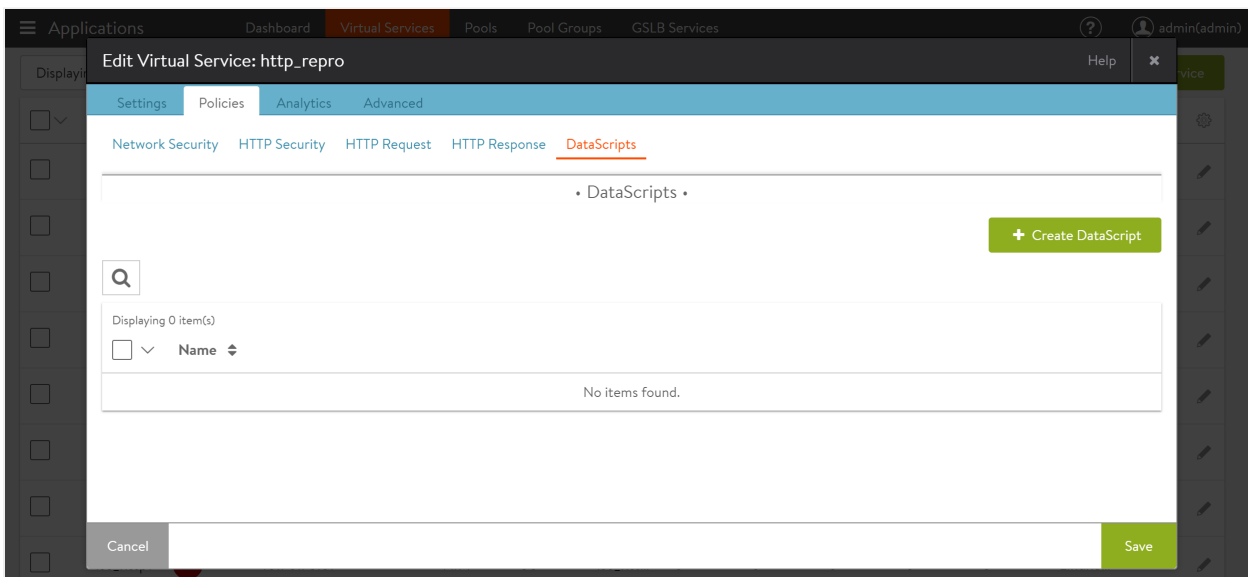 Applications Dashboard Virtual Services Pools Pool Groups GSLB Services ? admin(admin)
Edit Virtual Service: http_repro Help
Settings Policies Analytics Advanced
Network Security HTTP Security HTTP Request HTTP Response DataScripts
• DataScripts •
+ Create DataScript
Displaying 0 item(s)
Name
No items found.
Cancel Save